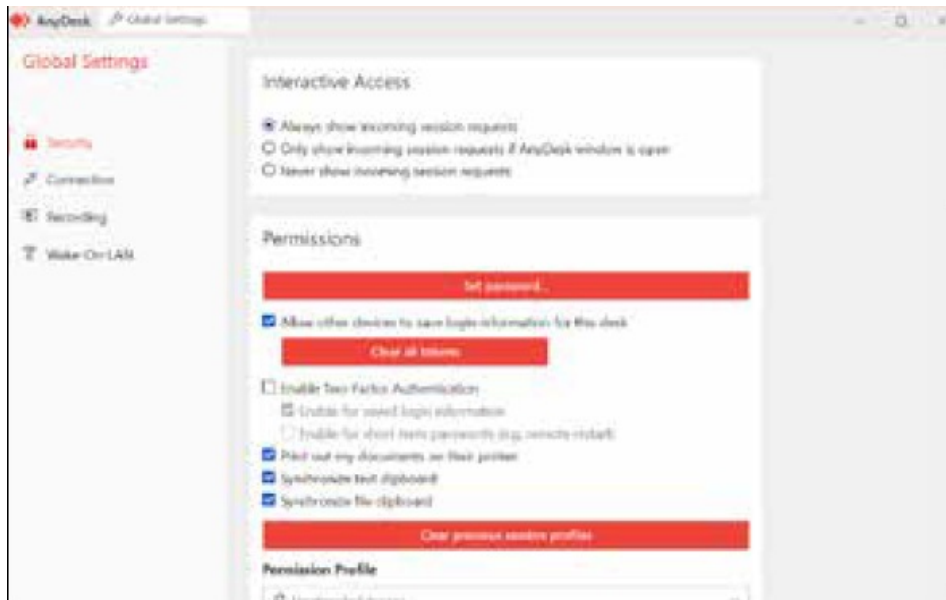 AnyDesk
Global Settings
Global Settings
Security
Connection
Recording
Wake-On-LAN
Interactive Access
Always show incoming session requests
Only show incoming session requests if AnyDesk window is open
Never show incoming session requests
Permissions
Set password...
Allow other devices to save login information for this desk
Clear all tokens
Enable Two-Factor Authentication
Enable for saved login information
Enable for short term passwords (e.g. remote restart)
Print out my documents on their printer
Synchronize text clipboard
Synchronize file clipboard
Clear previous session profiles
Permission Profile
Unattended Access